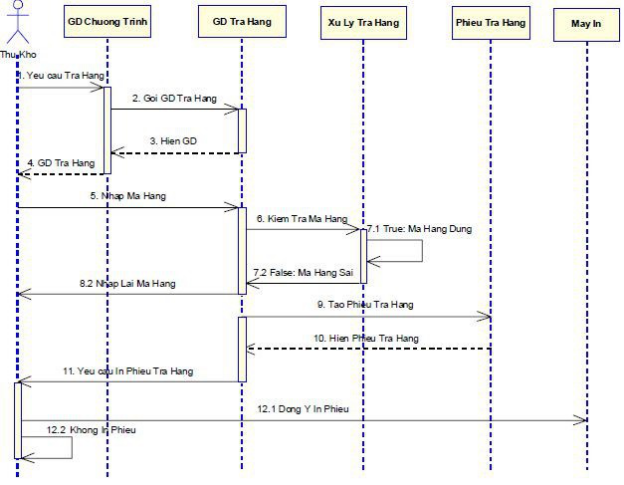 GD Chuong Trinh
GD Tra Hang
Xu Ly Tra Hang
Phieu Tra Hang
May In
Thu Kho
1. Yeu cau Tra Hang
2. Goi GD Tra Hang
3. Hien GD
4. GD Tra Hang
5. Nhap Ma Hang
6. Kiem Tra Ma Hang
7.1 True: Ma Hang Dung
7.2 False: Ma Hang Sai
8.2 Nhap Lai Ma Hang
9. Tao Phieu Tra Hang
10. Hien Phieu Tra Hang
11. Yeu cau In Phieu Tra Hang
12.1 Dong Y In Phieu
12.2 Khong In Phieu